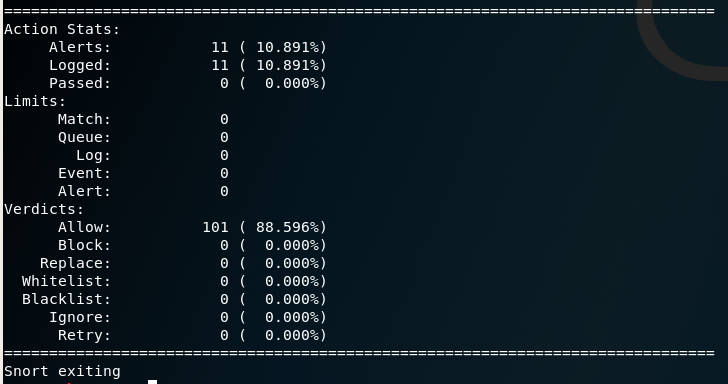 ===============================================================================
Action Stats:
     Alerts:           11 ( 10.891%)
     Logged:           11 ( 10.891%)
     Passed:            0 (  0.000%)
Limits:
      Match:            0
      Queue:            0
        Log:            0
      Event:            0
      Alert:            0
Verdicts:
      Allow:          101 ( 88.596%)
      Block:            0 (  0.000%)
    Replace:            0 (  0.000%)
  Whitelist:            0 (  0.000%)
  Blacklist:            0 (  0.000%)
     Ignore:            0 (  0.000%)
      Retry:            0 (  0.000%)
===============================================================================
Snort exiting